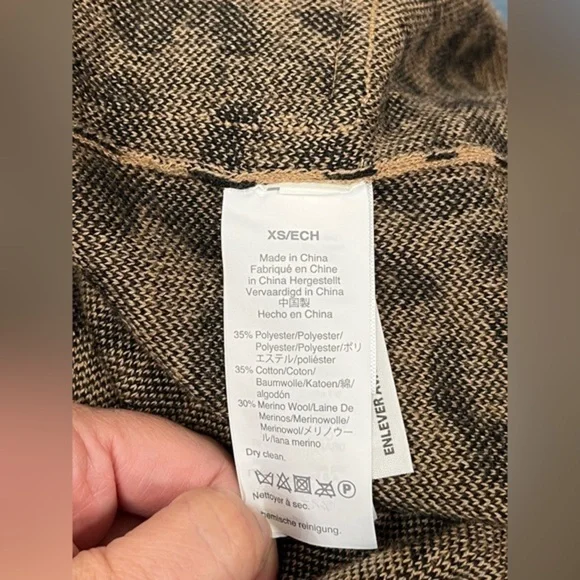 XS/ECH
Made in China
Fabriqué en Chine
in China Hergestellt
Vervaardigd in China
中国製
Hecho en China
35% Polyester/Polyester/
Polyester/Polyester/ポリ
エステル/poliéster
35% Cotton/Coton/
Baumwolle/Katoen/綿/
algodón
30% Merino Wool/Laine De
Merinos/Merinowolle/
Merinowol/メリノウー
ル/lana merino
Dry clean.
P
Nettoyer à sec.
hemische reinigung.
ENLEVER